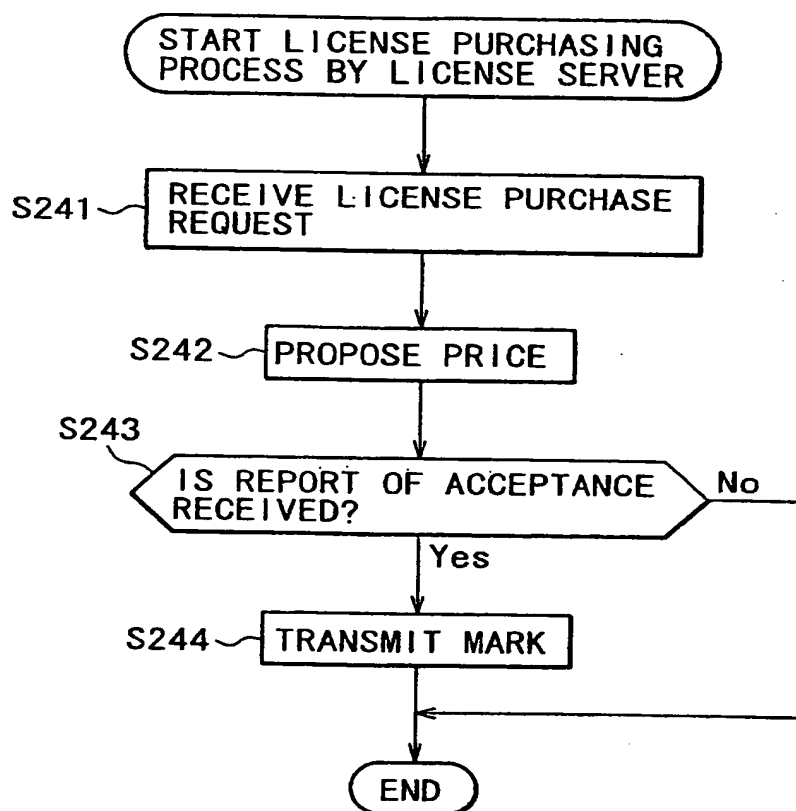 START LICENSE PURCHASING
PROCESS BY LICENSE SERVER
S241
RECEIVE LICENSE PURCHASE
REQUEST
S242
PROPOSE PRICE
S243
IS REPORT OF ACCEPTANCE
RECEIVED?
No
Yes
S244
TRANSMIT MARK
END